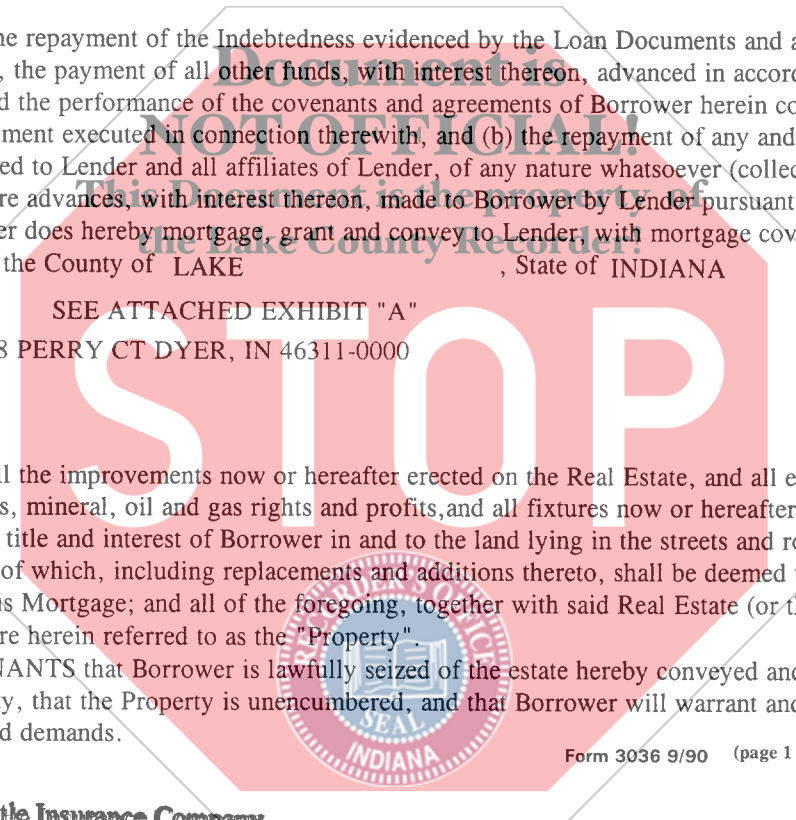 ne repayment of the Indebtedness evidenced by the Loan Documents and a
Document is
, the payment of all other funds, with interest thereon, advanced in accord
d the performance of the covenants and agreements of Borrower herein co
NOT OFFICIAL!
ment executed in connection therewith, and (b) the repayment of any and
ed to Lender and all affiliates of Lender, of any nature whatsoever (collec
This Document is the property of
re advances, with interest thereon, made to Borrower by Lender pursuant
er does hereby mortgage, grant and convey to Lender, with mortgage cov
the Lake County Recorder!
the County of LAKE , State of INDIANA
SEE ATTACHED EXHIBIT "A"
8 PERRY CT DYER, IN 46311-0000
STOP
ll the improvements now or hereafter erected on the Real Estate, and all e
s, mineral, oil and gas rights and profits,and all fixtures now or hereafter
title and interest of Borrower in and to the land lying in the streets and ro
of which, including replacements and additions thereto, shall be deemed
is Mortgage; and all of the foregoing, together with said Real Estate (or th
re herein referred to as the "Property".
NANTS that Borrower is lawfully seized of the estate hereby conveyed and
ty, that the Property is unencumbered, and that Borrower will warrant and
d demands.
RECORDER'S OFFICE
SEAL
INDIANA
Form 3036 9/90 (page 1
tle Insurance Company